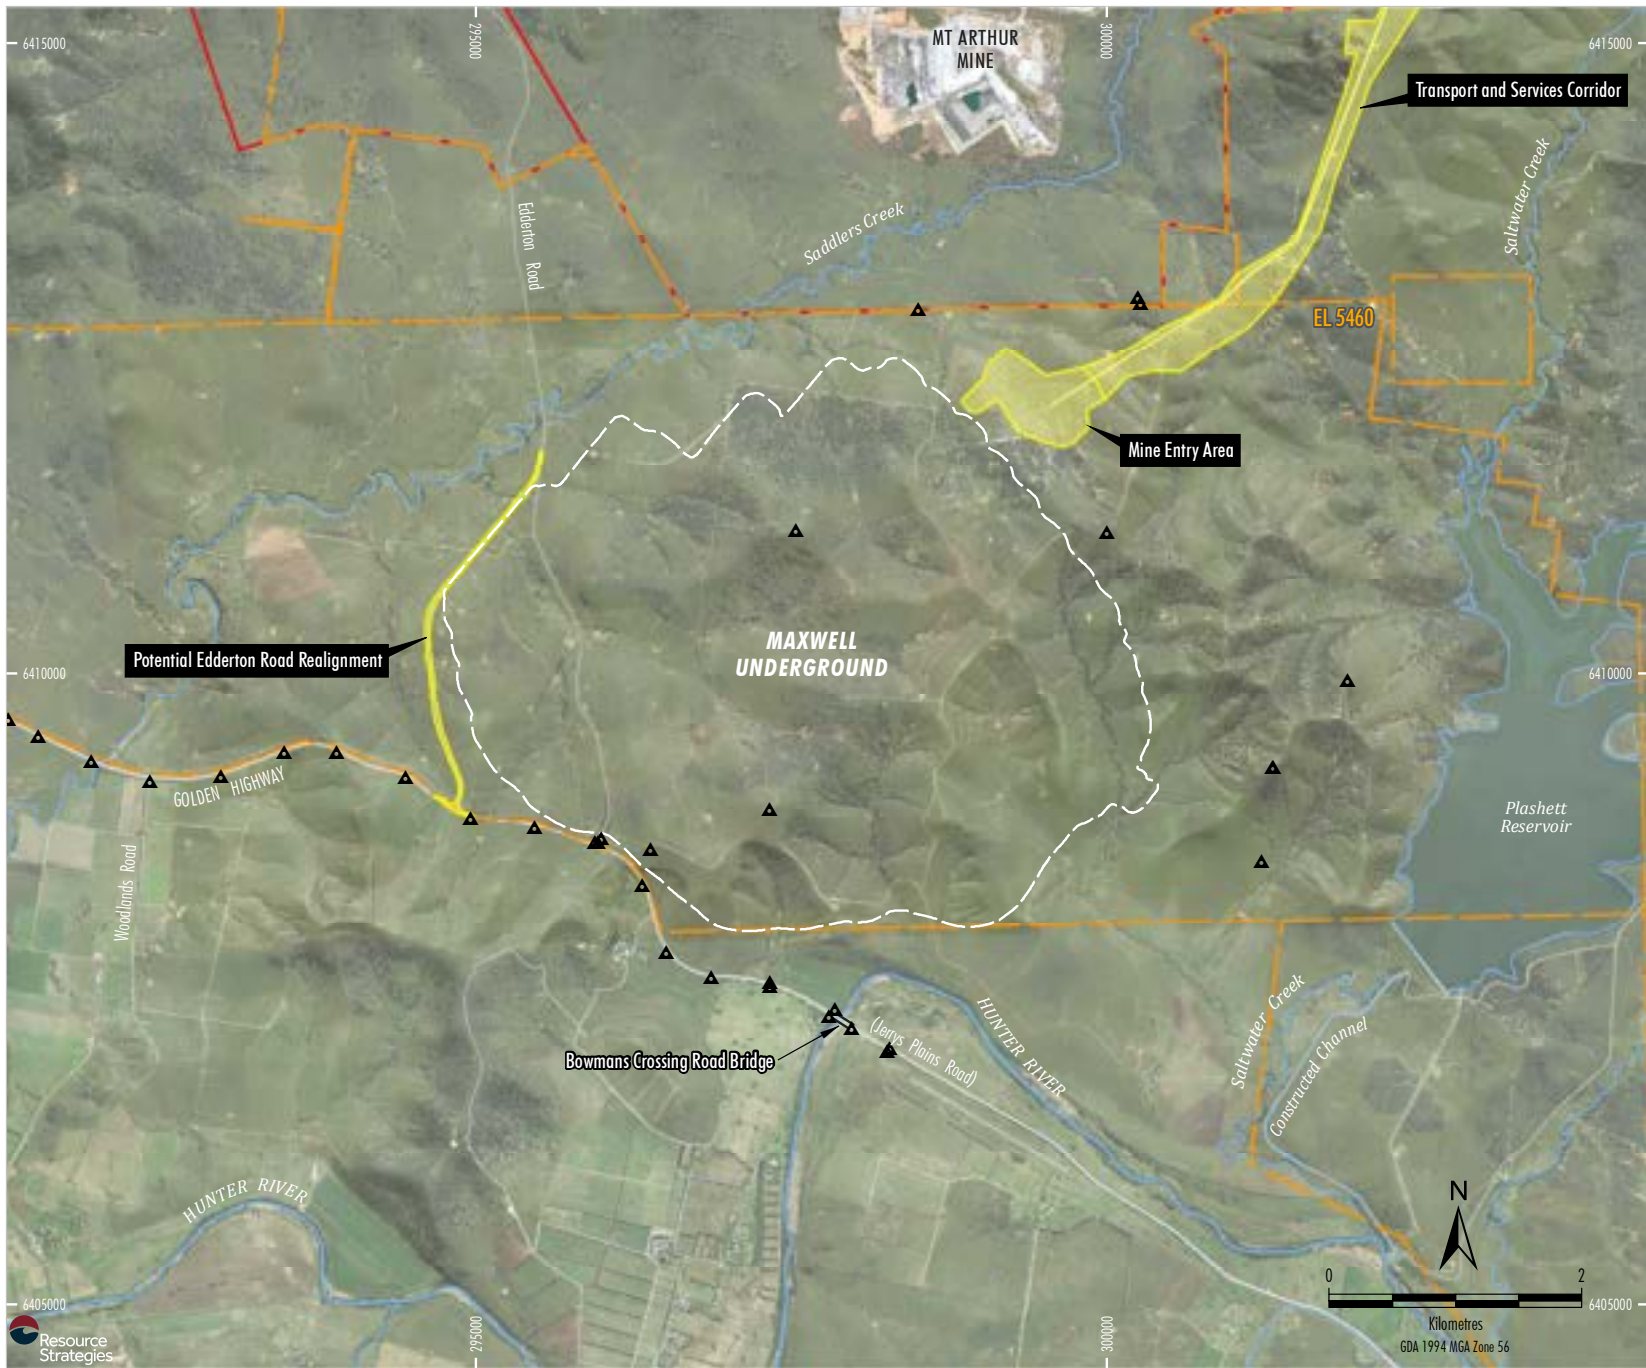 295000
300000
6415000
6415000
MT ARTHUR
MINE
Transport and Services Corridor
Saltwater Creek
Edderton Road
Saddlers Creek
EL 5460
Mine Entry Area
MAXWELL
UNDERGROUND
Potential Edderton Road Realignment
6410000
6410000
GOLDEN HIGHWAY
Plashett
Reservoir
Woodlands Road
HUNTER RIVER
(Jerrys Plains Road)
Saltwater Creek
Constructed Channel
Bowmans Crossing Road Bridge
HUNTER RIVER
N
0 2
Kilometres
GDA 1994 MGA Zone 56
6405000
6405000
295000
300000
Resource
Strategies